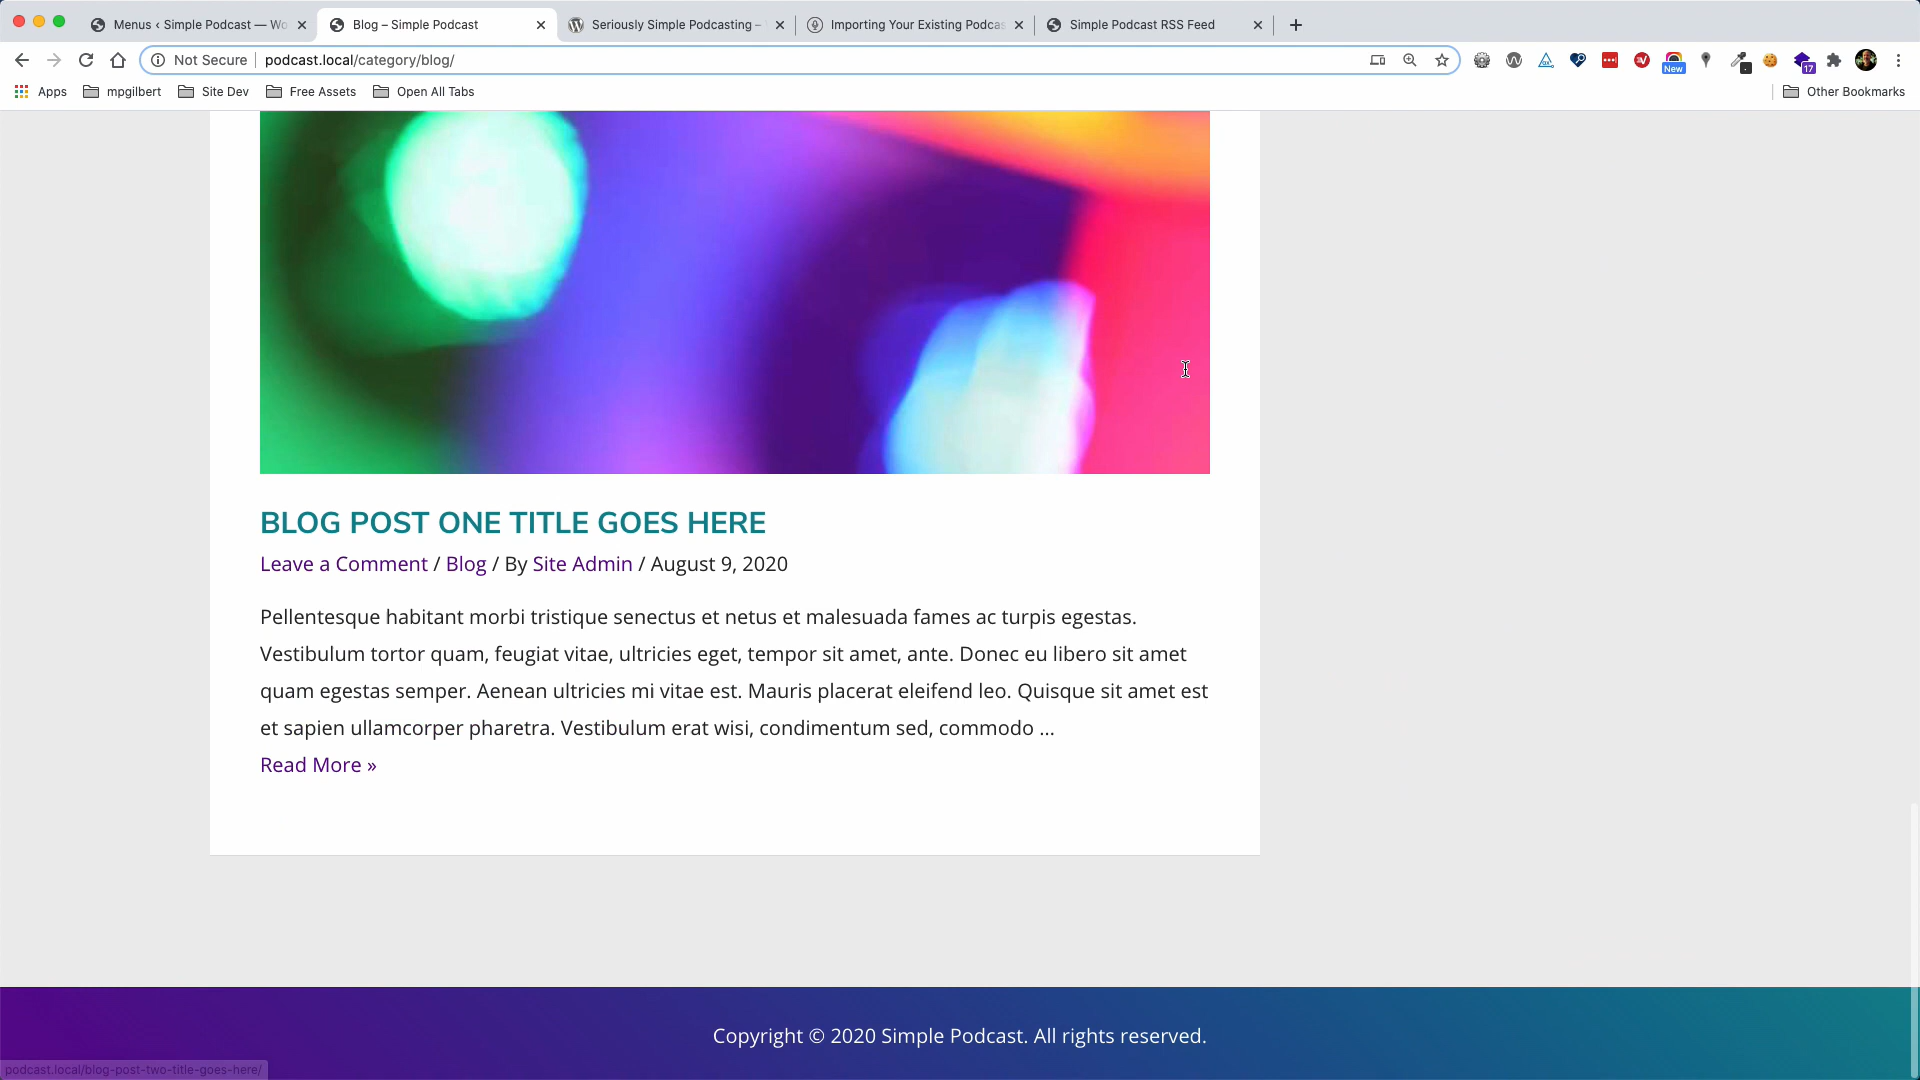 Menus ‹ Simple Podcast — Wo
Blog – Simple Podcast
Seriously Simple Podcasting –
Importing Your Existing Podcas
Simple Podcast RSS Feed
Not Secure
podcast.local/category/blog/
New
17
Apps
mpgilbert
Site Dev
Free Assets
Open All Tabs
Other Bookmarks
BLOG POST ONE TITLE GOES HERE
Leave a Comment / Blog / By Site Admin / August 9, 2020
Pellentesque habitant morbi tristique senectus et netus et malesuada fames ac turpis egestas.
Vestibulum tortor quam, feugiat vitae, ultricies eget, tempor sit amet, ante. Donec eu libero sit amet
quam egestas semper. Aenean ultricies mi vitae est. Mauris placerat eleifend leo. Quisque sit amet est
et sapien ullamcorper pharetra. Vestibulum erat wisi, condimentum sed, commodo …
Read More »
Copyright © 2020 Simple Podcast. All rights reserved.
podcast.local/blog-post-two-title-goes-here/